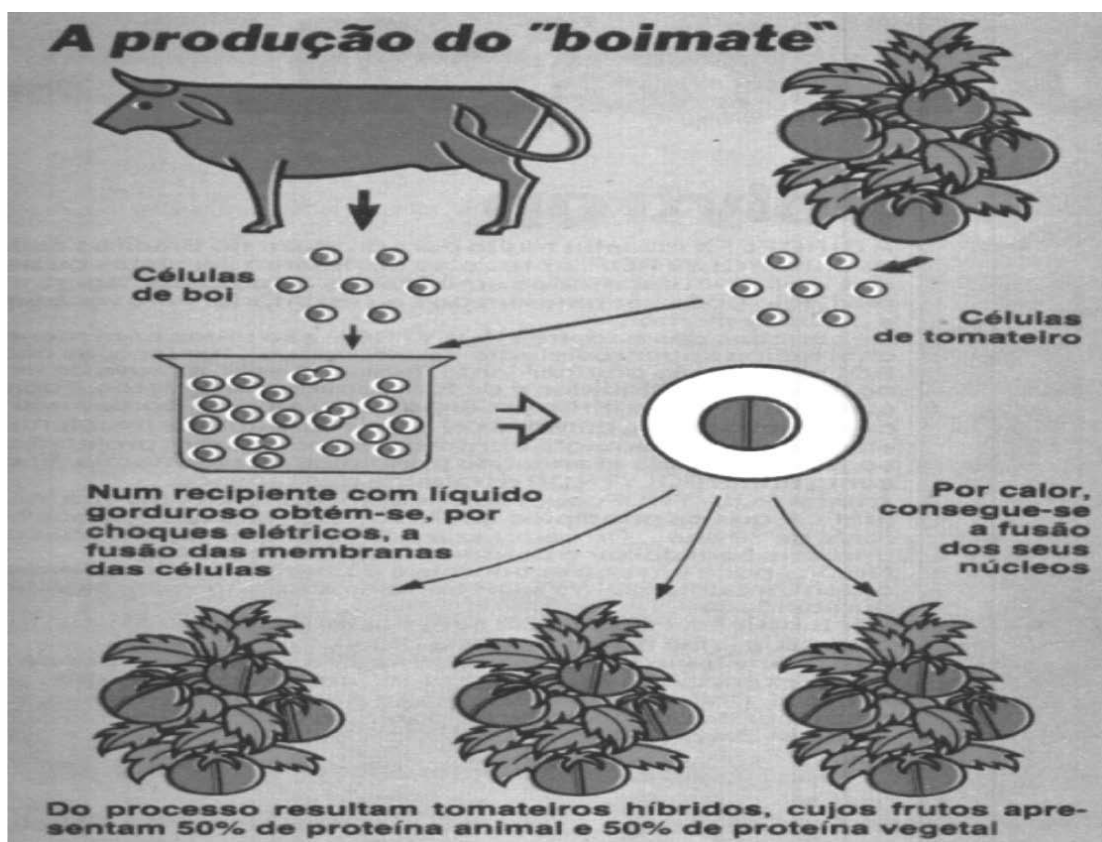 A produção do "boimate"
Células
de boi
Células
de tomateiro
Num recipiente com líquido
gorduroso obtém-se, por
choques elétricos, a
fusão das membranas
das células
Por calor,
consegue-se
a fusão
dos seus
núcleos
Do processo resultam tomateiros híbridos, cujos frutos apre-
sentam 50% de proteína animal e 50% de proteína vegetal